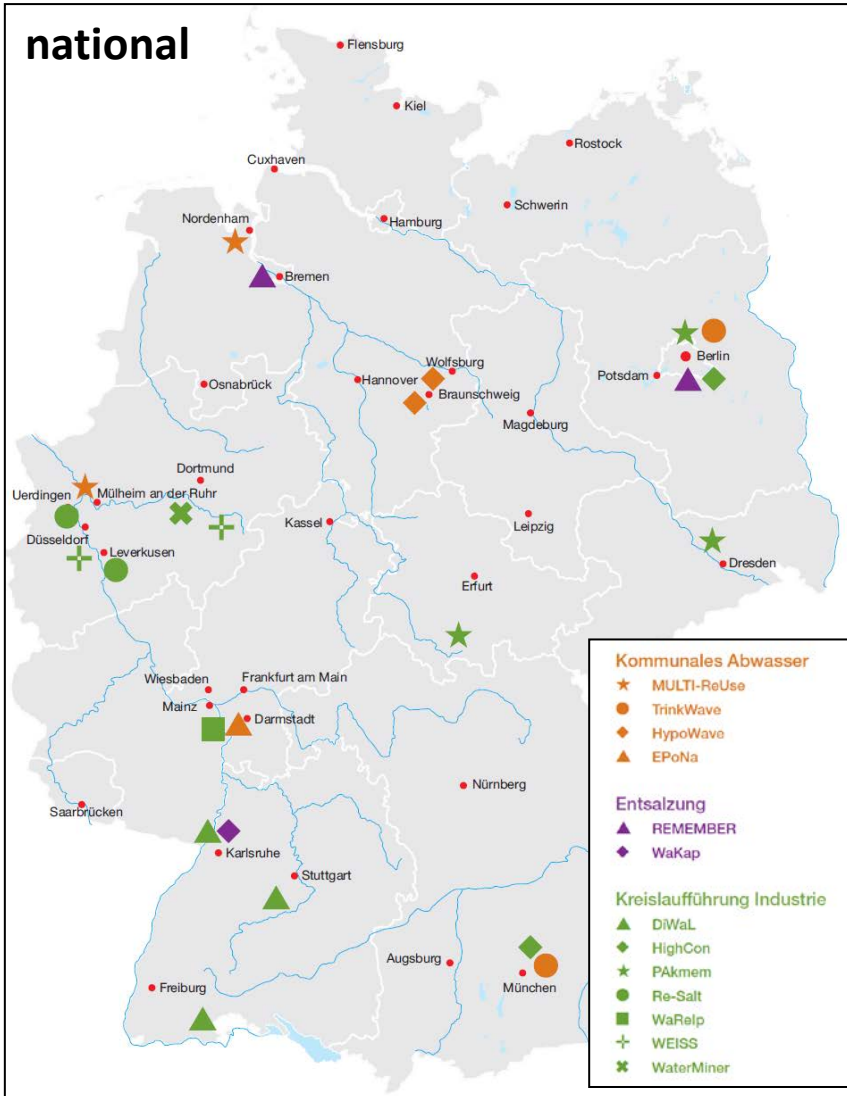 national
Flensburg
Kiel
Rostock
Cuxhaven
Schwerin
Nordenham
Hamburg
Bremen
Berlin
Wolfsburg
Osnabrück
Hannover
Potsdam
Braunschweig
Magdeburg
Dortmund
Uerdingen
Mülheim an der Ruhr
Kassel
Leipzig
Düsseldorf
Leverkusen
Dresden
Erfurt
Wiesbaden
Frankfurt am Main
Mainz
Darmstadt
Nürnberg
Saarbrücken
Karlsruhe
Stuttgart
Augsburg
München
Freiburg
Kommunales Abwasser
MULTI-ReUse
TrinkWave
HypoWave
EPoNa
Entsalzung
REMEMBER
WaKap
Kreislaufführung Industrie
DiWaL
HighCon
PAkmem
Re-Salt
WaReIp
WEISS
WaterMiner